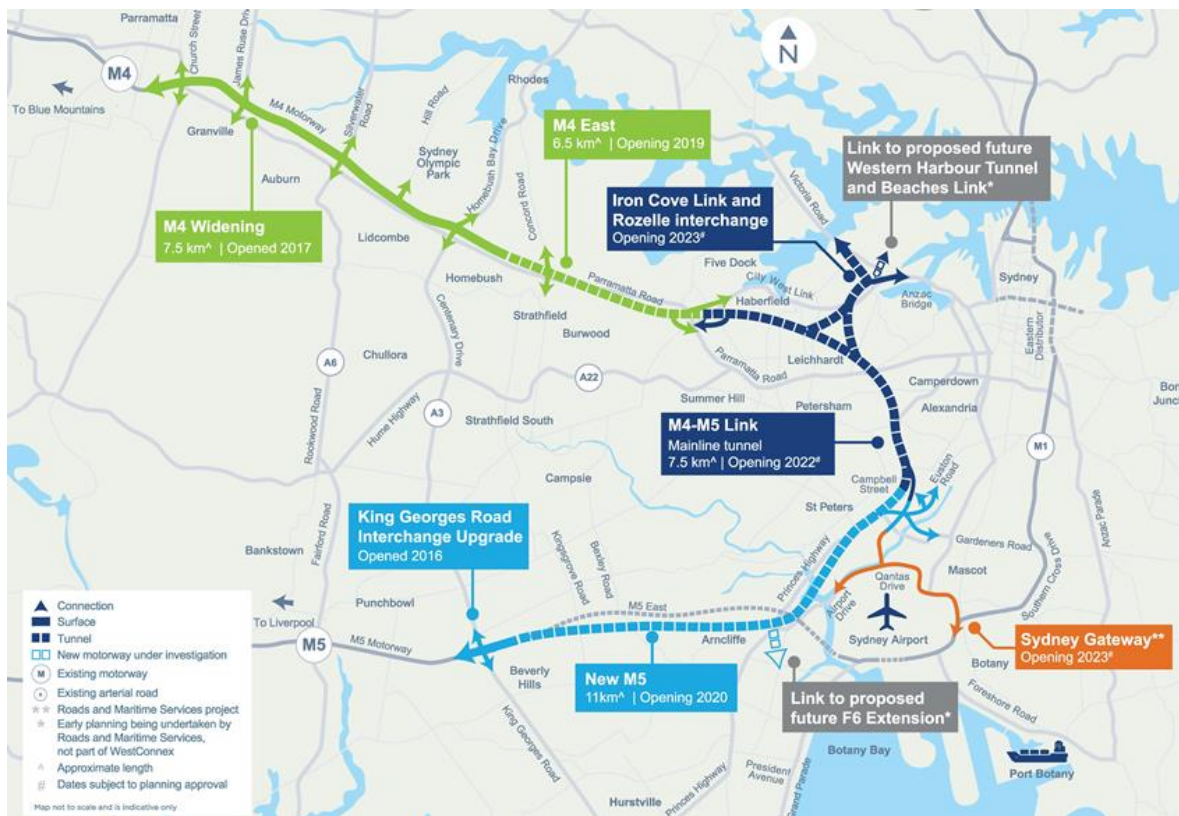 Parramatta
Church Street
James Ruse Drive
M4
To Blue Mountains
Granville
M4 Motorway
Silverwater
Road
Hill Road
Rhodes
N
Auburn
Sydney
Olympic
Park
Homebush Bay Drive
M4 East
6.5 km^ | Opening 2019
Link to proposed future
Western Harbour Tunnel
and Beaches Link*
Victoria Road
Iron Cove Link and
Rozelle interchange
Opening 2023#
M4 Widening
7.5 km^ | Opened 2017
Lidcombe
Concord Road
Homebush
Parramatta Road
Five Dock
City West Link
Haberfield
Anzac
Bridge
Sydney
Eastern
Distributor
Strathfield
Burwood
Centenary Drive
Leichhardt
Parramatta Road
A6
Chullora
A22
Summer Hill
Camperdown
Alexandria
Petersham
Rookwood Road
Hume Highway
A3
Strathfield South
M4-M5 Link
Mainline tunnel
7.5 km^ | Opening 2022#
M1
Campsie
Campbell
Street
Euston
Road
St Peters
Anzac Parade
King Georges Road
Interchange Upgrade
Opened 2016
Bankstown
Fairford Road
Kingsgrove Road
Bexley Road
Princes Highway
Gardeners Road
Mascot
Southern Cross Drive
Qantas
Drive
Airport
Drive
Punchbowl
M5 East
To Liverpool
M5
M5 Motorway
Arncliffe
Sydney Airport
Sydney Gateway**
Opening 2023#
Botany
Beverly
Hills
New M5
11km^ | Opening 2020
Link to proposed
future F6 Extension*
Foreshore Road
King Georges Road
Botany Bay
Port Botany
President
Avenue
Princes Highway
Grand Parade
Hurstville
Connection
Surface
Tunnel
New motorway under investigation
M Existing motorway
Existing arterial road
** Roads and Maritime Services project
* Early planning being undertaken by
Roads and Maritime Services,
not part of WestConnex
^ Approximate length
# Dates subject to planning approval
Map not to scale and is indicative only